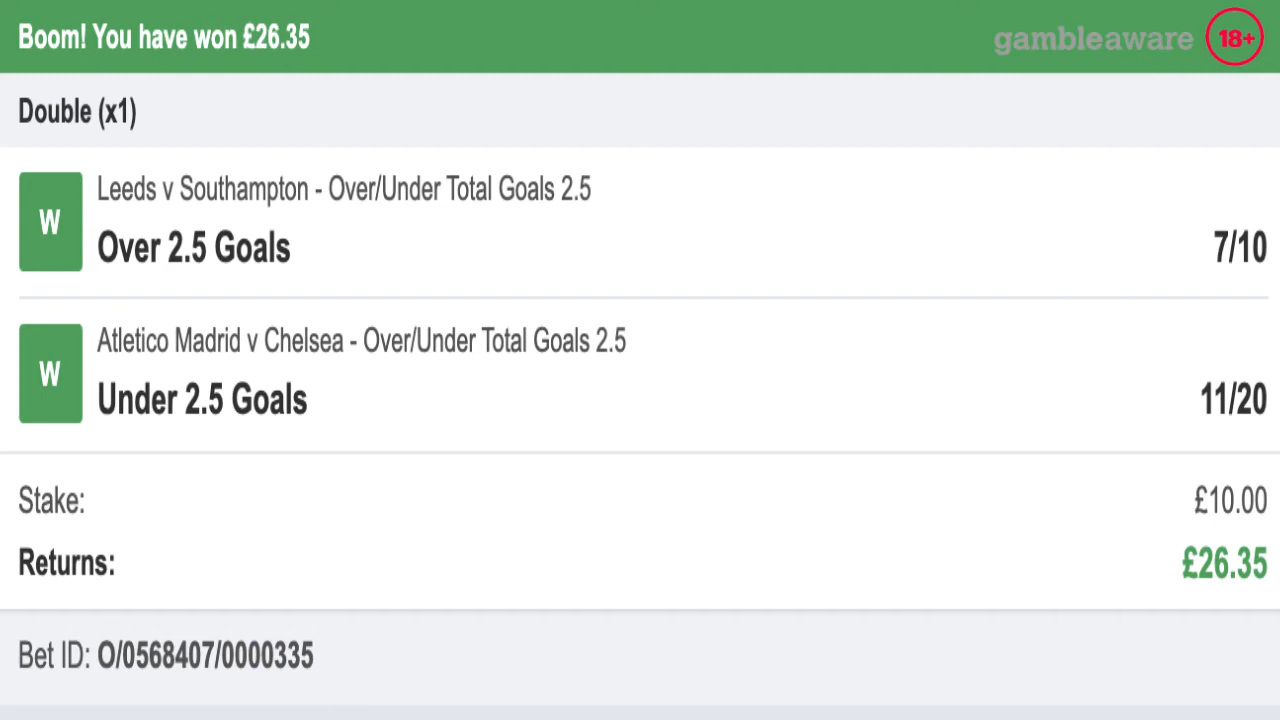 Boom! You have won £26.35
gambleaware 18+
Double (x1)
W
Leeds v Southampton - Over/Under Total Goals 2.5
Over 2.5 Goals
7/10
W
Atletico Madrid v Chelsea - Over/Under Total Goals 2.5
Under 2.5 Goals
11/20
Stake: £10.00
Returns: £26.35
Bet ID: O/0568407/0000335